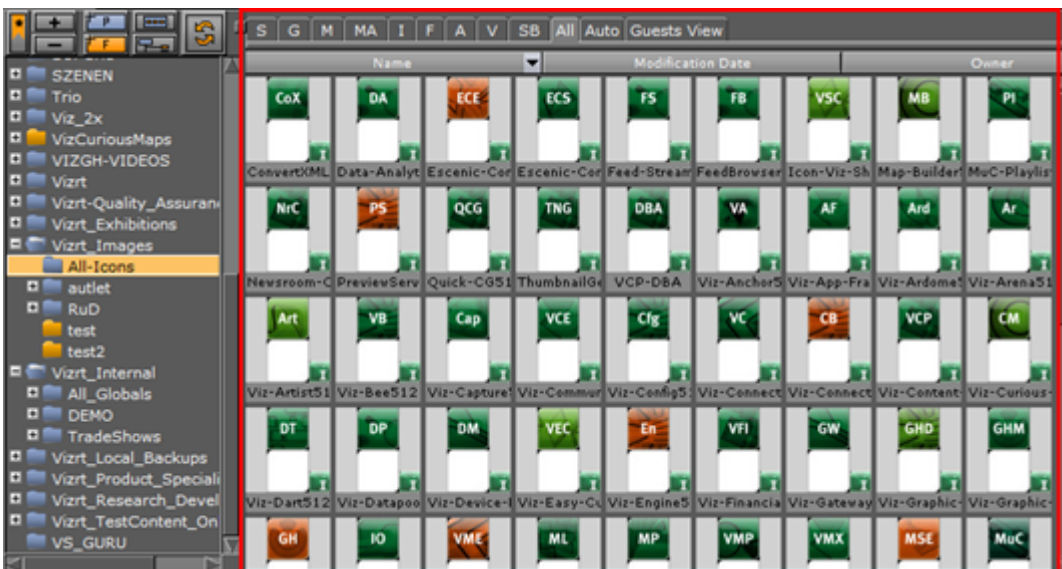 P
F
S G M MA I F A V SB All Auto Guests View
Name Modification Date Owner
SZENEN
Trio
Viz_2x
VizCuriousMaps
VIZGH-VIDEOS
Vizrt
Vizrt-Quality_Assuran
Vizrt_Exhibitions
Vizrt_Images
All-Icons
autlet
RuD
test
test2
Vizrt_Internal
All_Globals
DEMO
TradeShows
Vizrt_Local_Backups
Vizrt_Product_Speciali
Vizrt_Research_Devel
Vizrt_TestContent_On
VS_GURU
CoX DA ECE ECS FS FB VSC MB PI
I I I I I I I I I
ConvertXML Data-Analyt Escenic-Cor Escenic-Cor Feed-Stream FeedBrowser Icon-Viz-Sh Map-Builder MuC-Playlis
NrC PS QCG TNG DBA VA AF Ard Ar
I I I I I I I I I
Newsroom-C PreviewServ Quick-CG51 ThumbnailGe VCP-DBA Viz-Anchor5 Viz-App-Fra Viz-Ardome Viz-Arena51
Art VB Cap VCE Cfg VC CB VCP CM
I I I I I I I I I
Viz-Artist51 Viz-Bee512 Viz-Capture Viz-Commun Viz-Config5 Viz-Connect Viz-Connect Viz-Content- Viz-Curious-
DT DP DM VEC En VFI GW GHD GHM
I I I I I I I I I
Viz-Dart512 Viz-Datapoo Viz-Device- Viz-Easy-Cu Viz-Engine5 Viz-Financia Viz-Gateway Viz-Graphic- Viz-Graphic-
GH IO VME ML MP VMP VMX MSE MuC